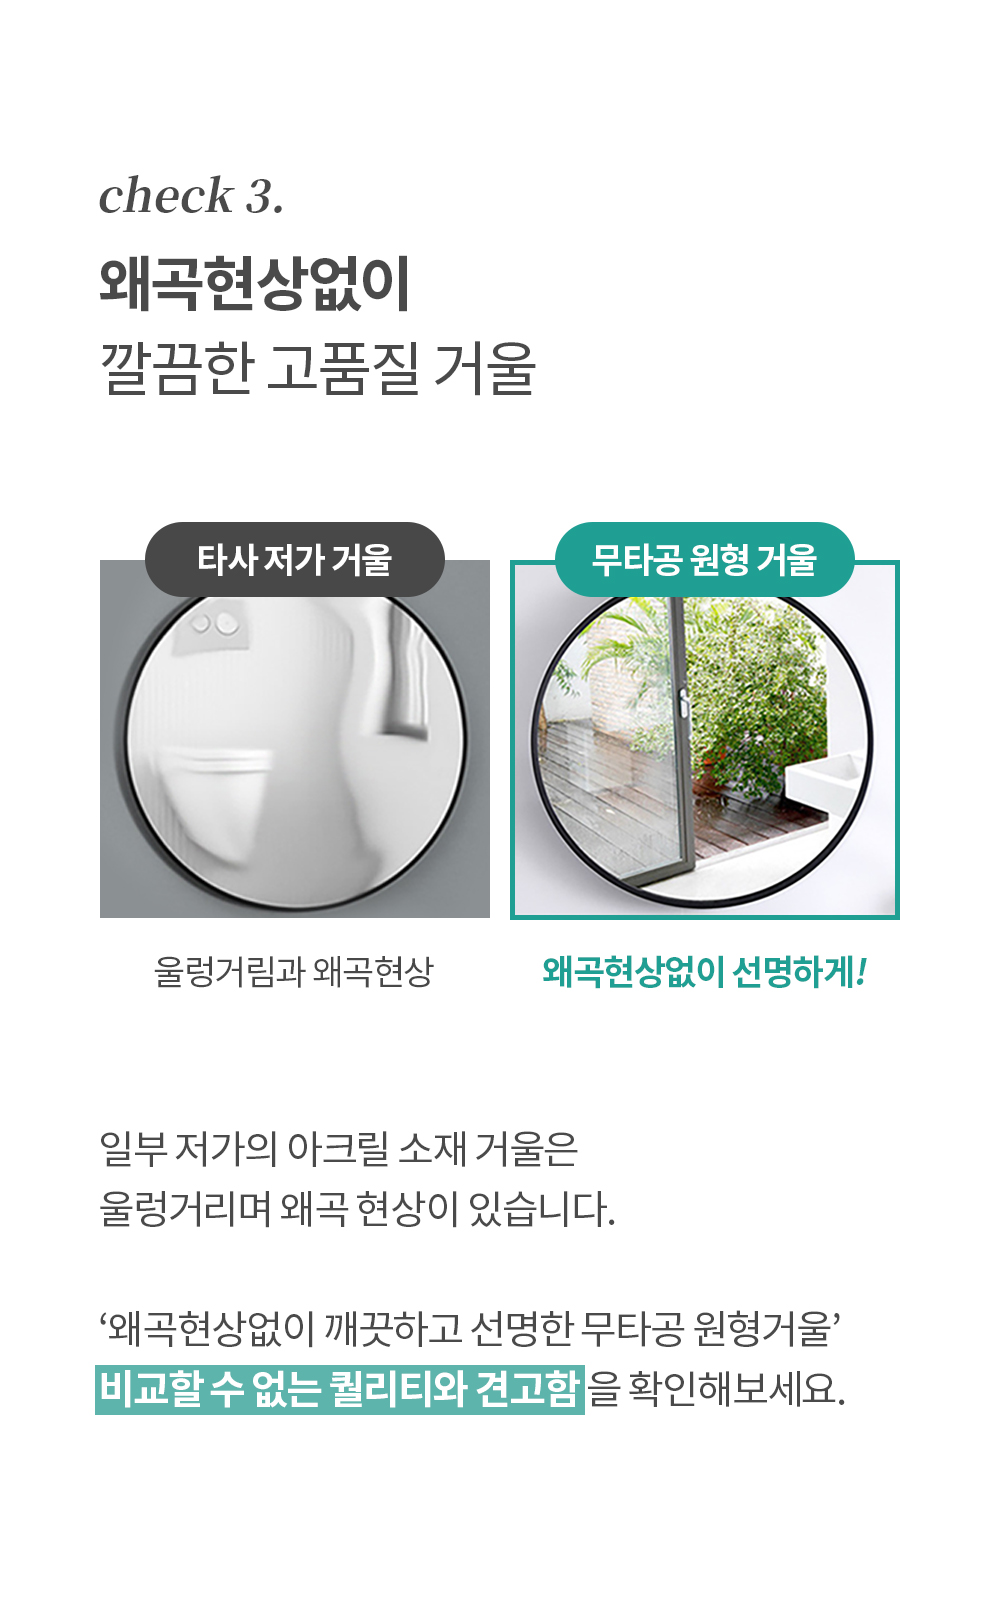 check 3.
왜곡현상없이
깔끔한 고품질 거울
타사 저가 거울
무타공 원형 거울
울렁거림과 왜곡현상
왜곡현상없이 선명하게!
일부 저가의 아크릴 소재 거울은
울렁거리며 왜곡 현상이 있습니다.
‘왜곡현상없이 깨끗하고 선명한 무타공 원형거울’
비교할 수 없는 퀄리티와 견고함을 확인해보세요.